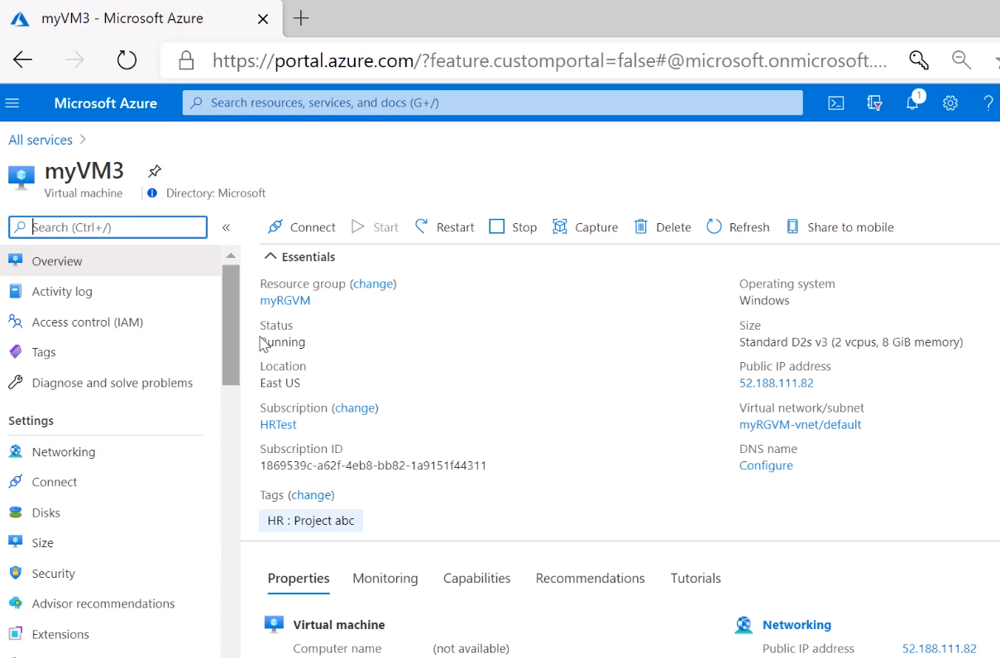 myVM3 - Microsoft Azure
https://portal.azure.com/?feature.customportal=false#@microsoft.onmicrosoft....
Microsoft Azure
Search resources, services, and docs (G+/)
1
?
All services >
myVM3
Virtual machine
Directory: Microsoft
Search (Ctrl+/)
«
Overview
Activity log
Access control (IAM)
Tags
Diagnose and solve problems
Settings
Networking
Connect
Disks
Size
Security
Advisor recommendations
Extensions
Connect
Start
Restart
Stop
Capture
Delete
Refresh
Share to mobile
Essentials
Resource group (change)
myRGVM
Status
Running
Location
East US
Subscription (change)
HRTest
Subscription ID
1869539c-a62f-4eb8-bb82-1a9151f44311
Tags (change)
HR : Project abc
Operating system
Windows
Size
Standard D2s v3 (2 vcpus, 8 GiB memory)
Public IP address
52.188.111.82
Virtual network/subnet
myRGVM-vnet/default
DNS name
Configure
Properties
Monitoring
Capabilities
Recommendations
Tutorials
Virtual machine
Computer name
(not available)
Networking
Public IP address
52.188.111.82